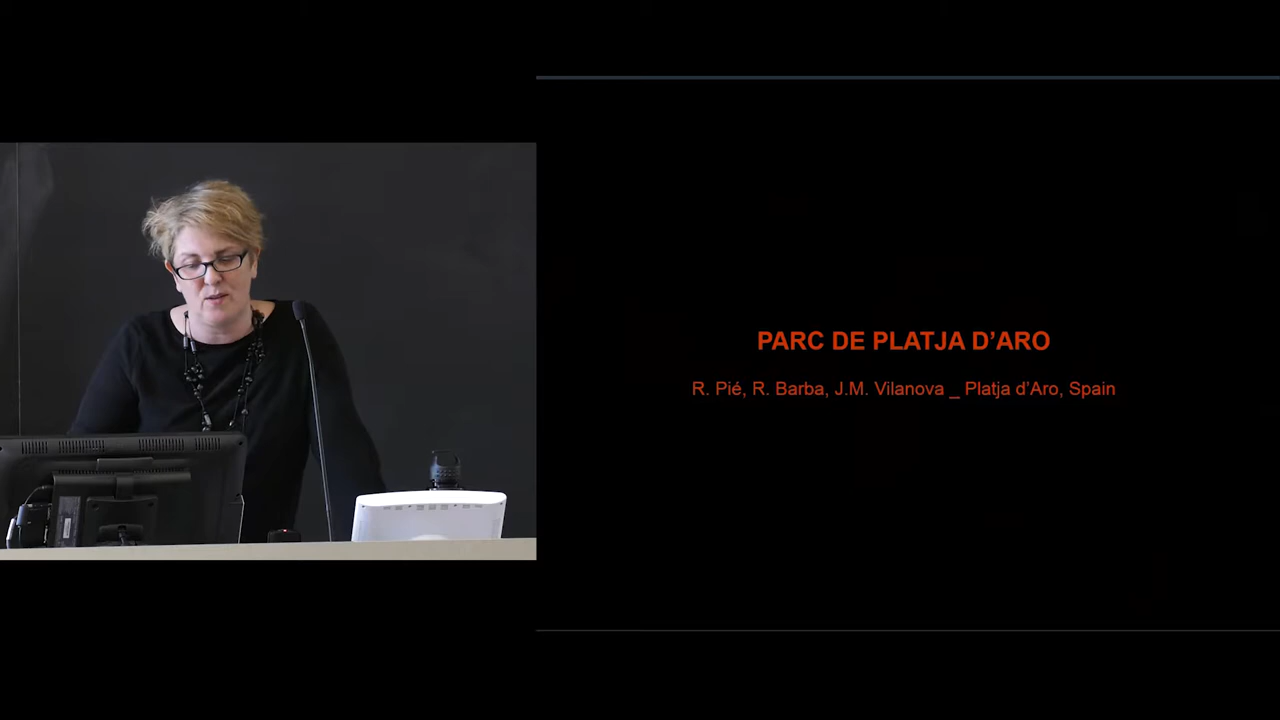 PARC DE PLATJA D’ARO
R. Pié, R. Barba, J.M. Vilanova _ Platja d’Aro, Spain